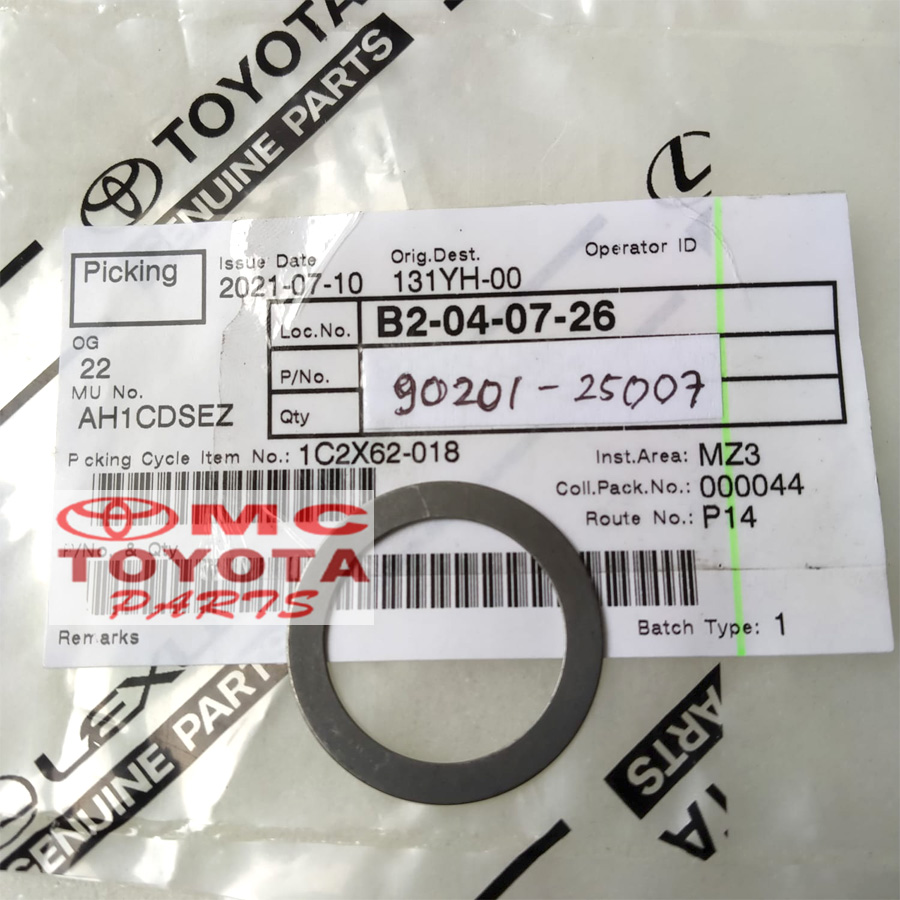 TOYOTA
GENUINE PARTS
Picking
Issue Date
2021-07-10
Orig.Dest.
131YH-00
Operator ID
Loc.No.
B2-04-07-26
OG
22
P/No.
90201-25007
MU No.
AH1CDSEZ
Qty
Picking Cycle Item No.: 1C2X62-018
Inst.Area: MZ3
Coll.Pack.No.: 000044
Route No.: P14
MC
TOYOTA
PARTS
P/No. & Qty
Remarks
Batch Type: 1
LEXUS
GENUINE PARTS
PARTS